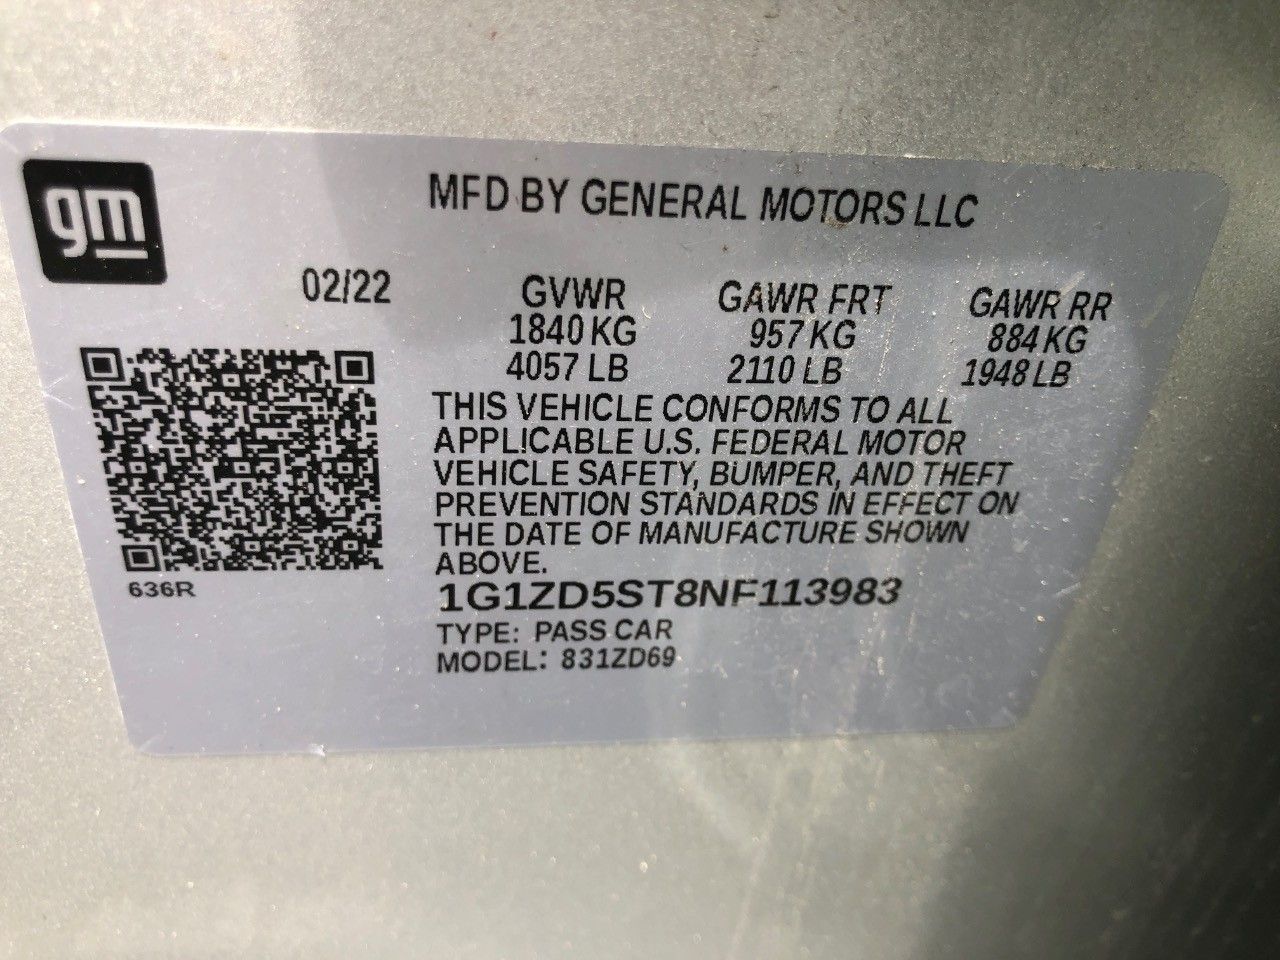 gm
MFD BY GENERAL MOTORS LLC
02/22
GVWR GAWR FRT GAWR RR
1840 KG 957 KG 884 KG
4057 LB 2110 LB 1948 LB
THIS VEHICLE CONFORMS TO ALL
APPLICABLE U.S. FEDERAL MOTOR
VEHICLE SAFETY, BUMPER, AND THEFT
PREVENTION STANDARDS IN EFFECT ON
THE DATE OF MANUFACTURE SHOWN
ABOVE.
636R
1G1ZD5ST8NF113983
TYPE: PASS CAR
MODEL: 831ZD69